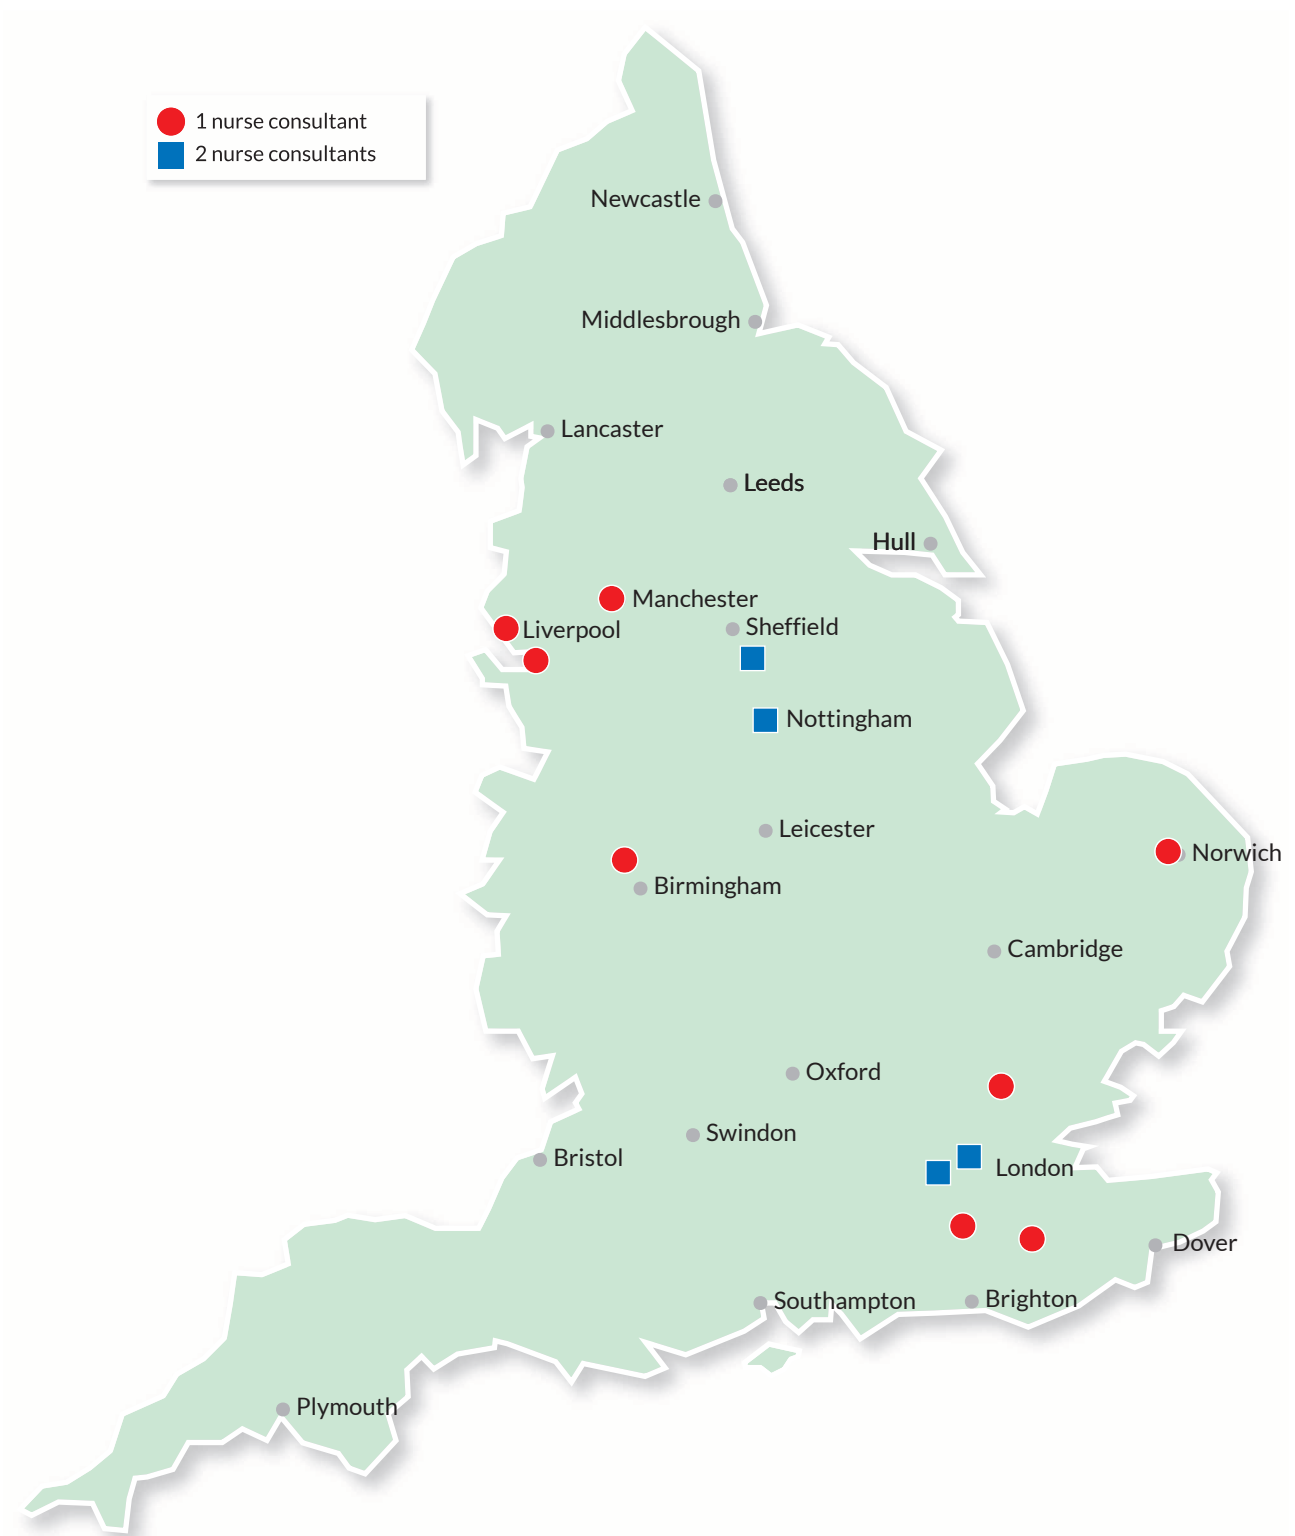 1 nurse consultant
2 nurse consultants
Newcastle
Middlesbrough
Lancaster
Leeds
Hull
Manchester
Liverpool
Sheffield
Nottingham
Leicester
Norwich
Birmingham
Cambridge
Oxford
Swindon
Bristol
London
Dover
Southampton
Brighton
Plymouth